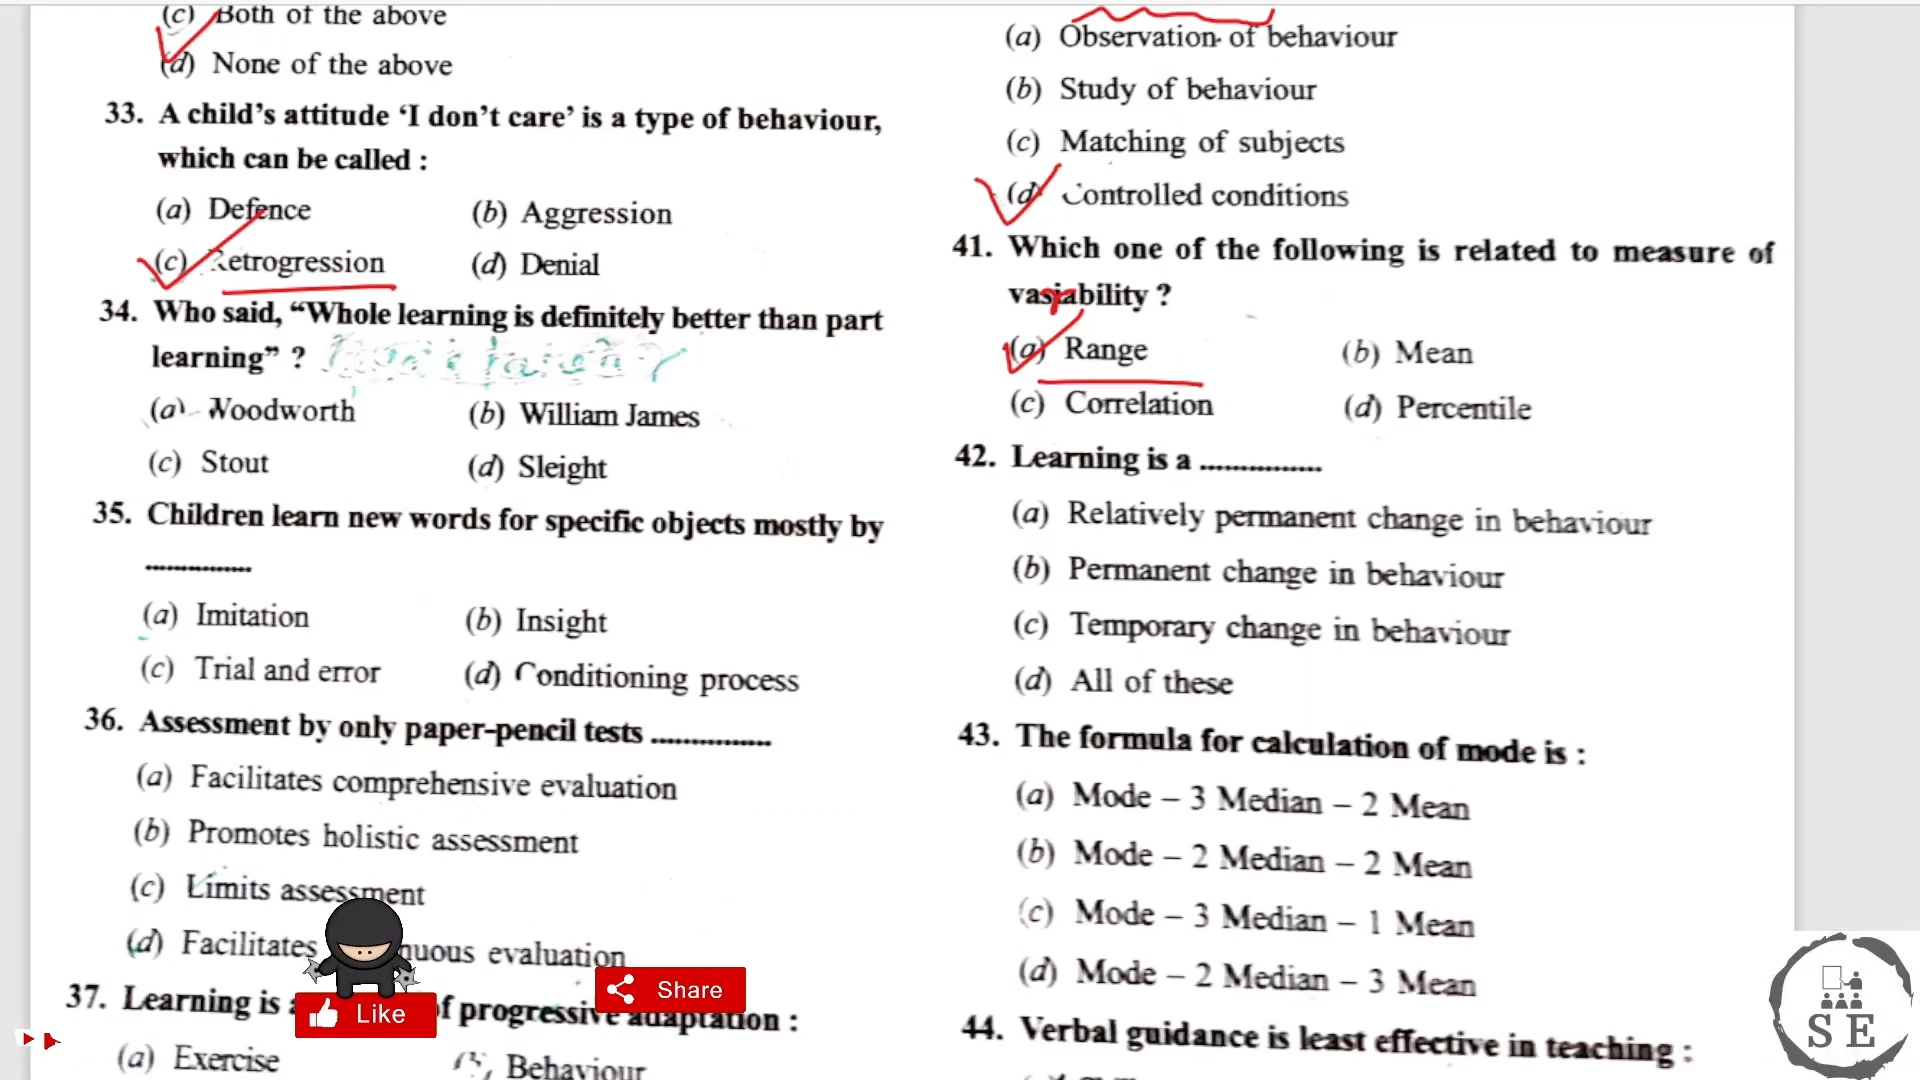 (c) Both of the above
(d) None of the above
33. A child's attitude ‘I don't care’ is a type of behaviour,
which can be called :
(a) Defence (b) Aggression
(c) Retrogression (d) Denial
34. Who said, “Whole learning is definitely better than part
learning” ?
(a) Woodworth (b) William James
(c) Stout (d) Sleight
35. Children learn new words for specific objects mostly by
...............
(a) Imitation (b) Insight
(c) Trial and error (d) Conditioning process
36. Assessment by only paper-pencil tests ...............
(a) Facilitates comprehensive evaluation
(b) Promotes holistic assessment
(c) Limits assessment
(d) Facilitates nuous evaluation
37. Learning is a f progressive adaptation :
(a) Exercise Behaviour
(a) Observation of behaviour
(b) Study of behaviour
(c) Matching of subjects
(d) Controlled conditions
41. Which one of the following is related to measure of
vasiability ?
(a) Range (b) Mean
(c) Correlation (d) Percentile
42. Learning is a ...............
(a) Relatively permanent change in behaviour
(b) Permanent change in behaviour
(c) Temporary change in behaviour
(d) All of these
43. The formula for calculation of mode is :
(a) Mode – 3 Median – 2 Mean
(b) Mode – 2 Median – 2 Mean
(c) Mode – 3 Median – 1 Mean
(d) Mode – 2 Median – 3 Mean
44. Verbal guidance is least effective in teaching :
Like
Share
S E